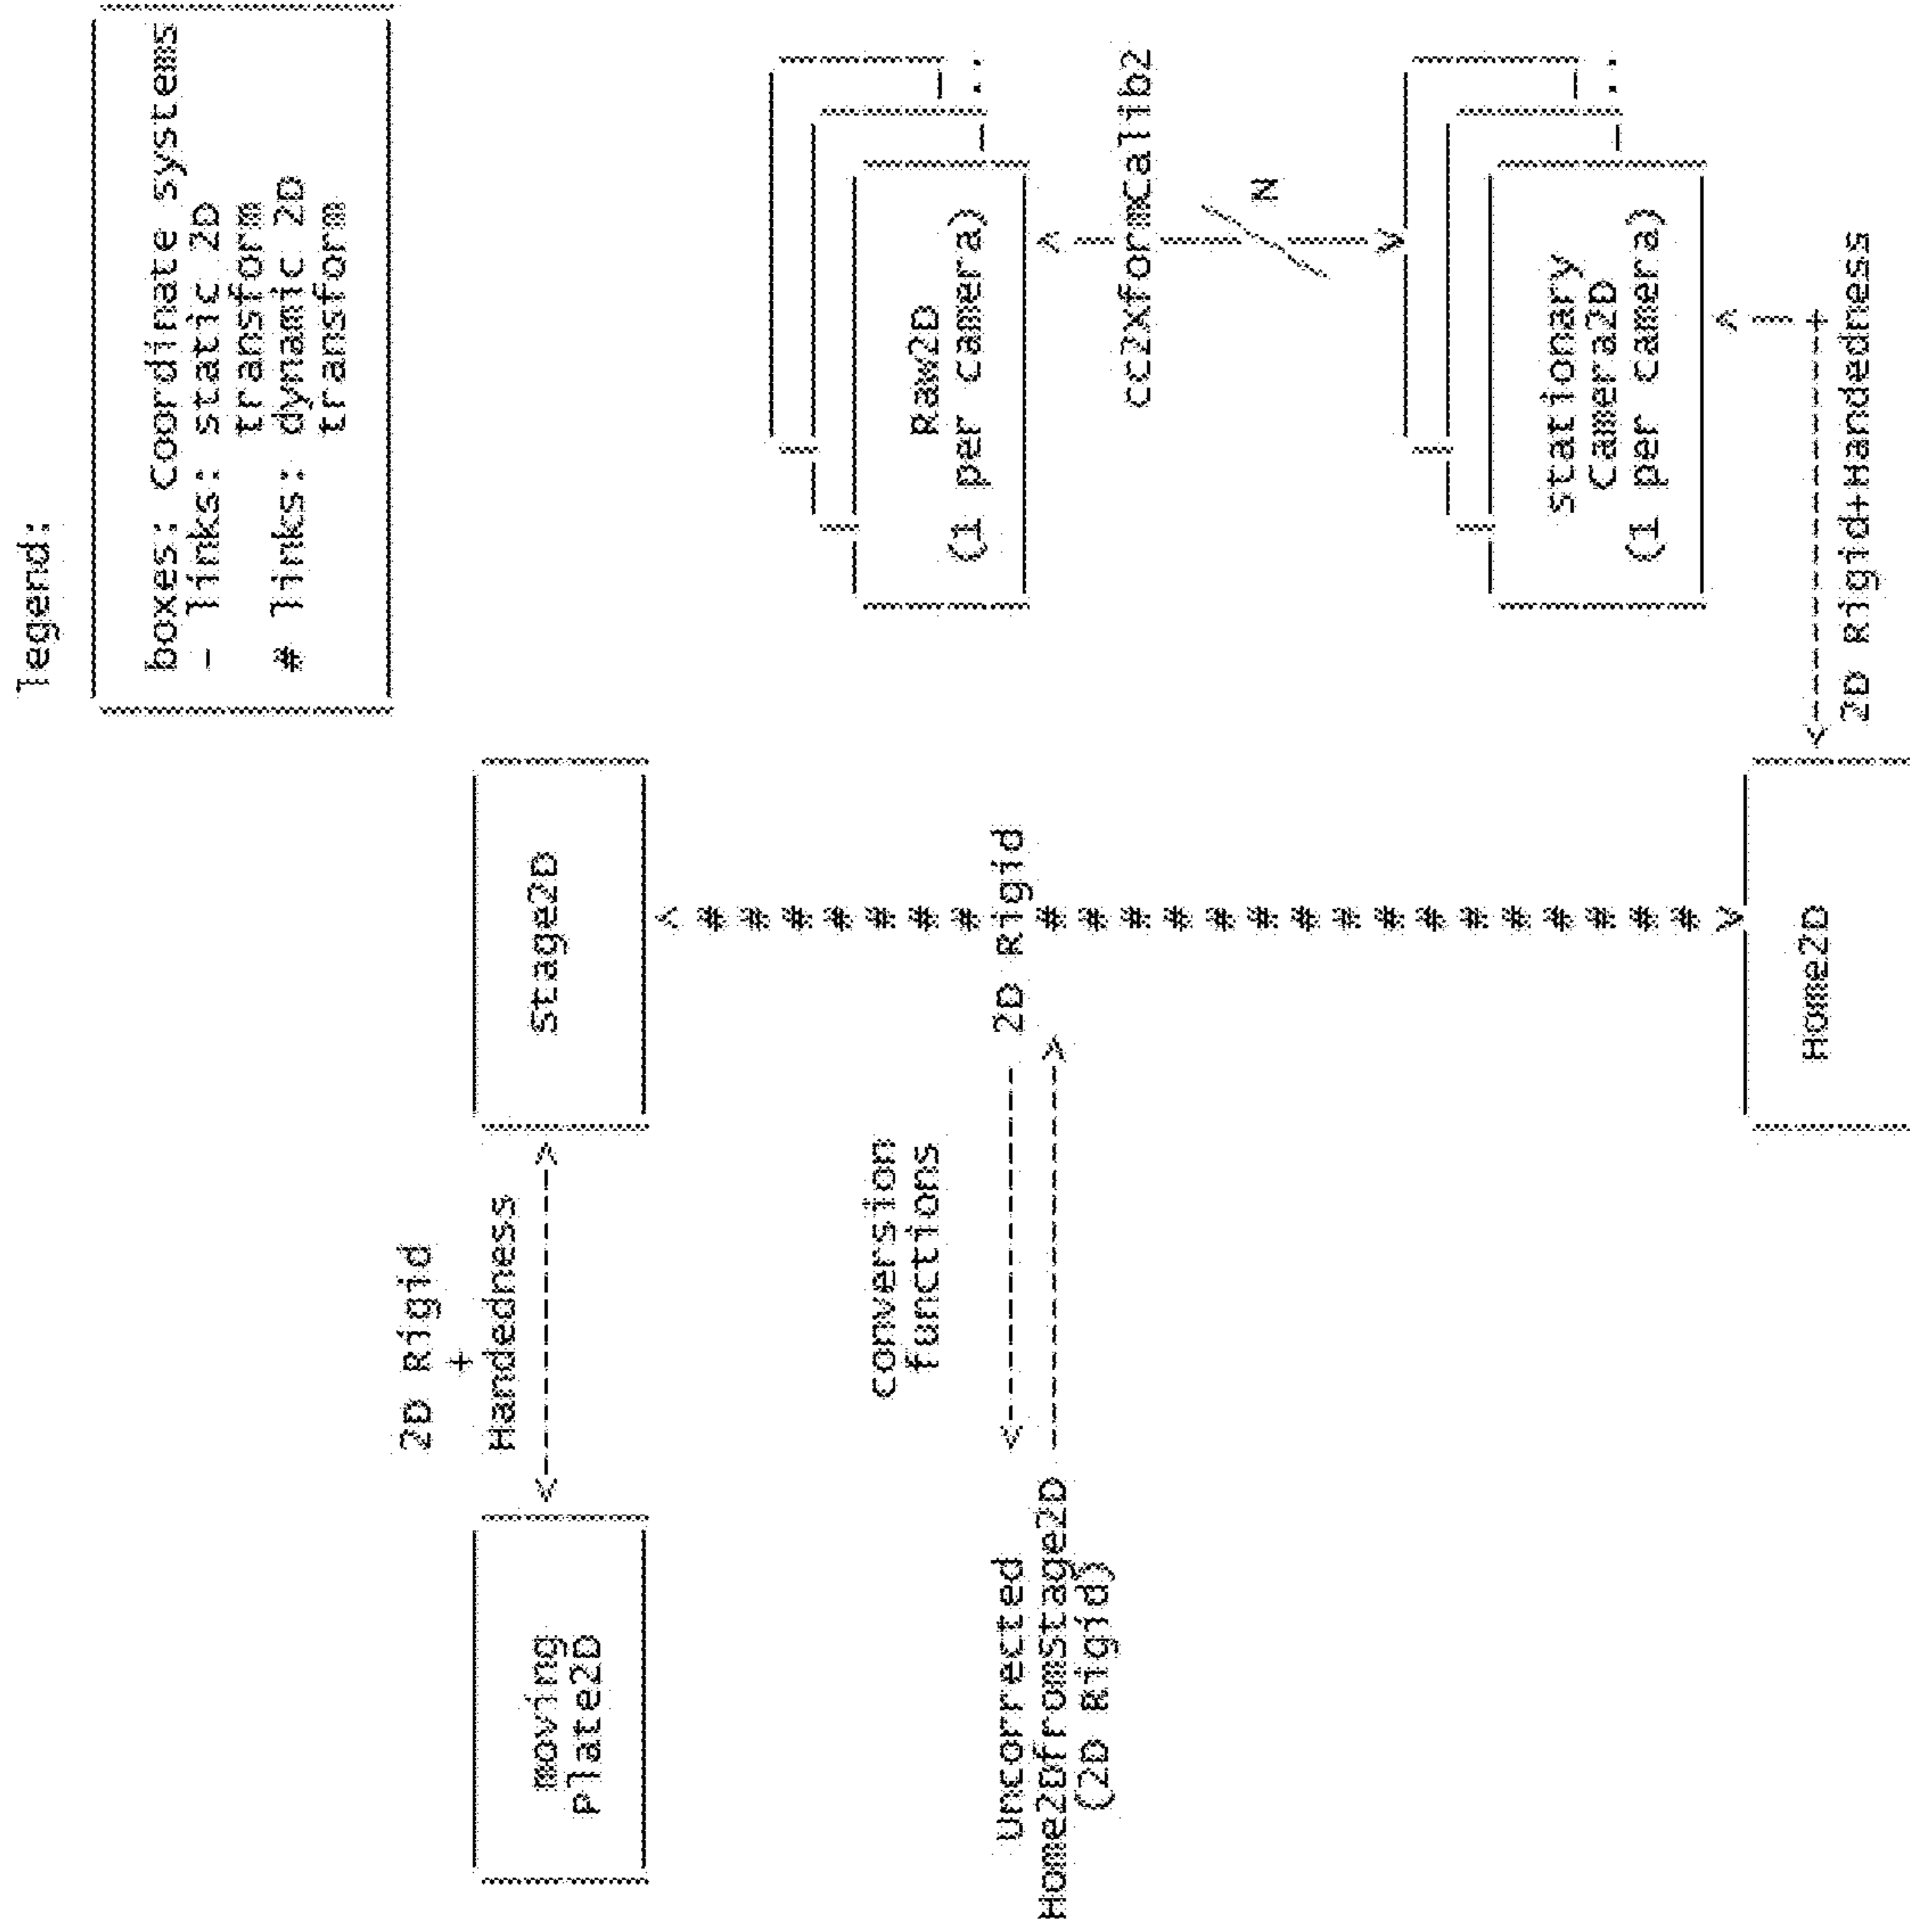 legend:
boxes: Coordinate systems
- links: static 2D
transform
# links: dynamic 2D
transform
2D Rigid
+
Handedness
Moving
Plate2D
Stage2D
Raw2D
(1 per camera)
conversion
functions
Uncorrected
Home2DfromStage2D
(2D Rigid)
2D Rigid
cc2XformCalib2
N
Stationary
Camera2D
(1 per camera)
Home2D
2D Rigid+Handedness